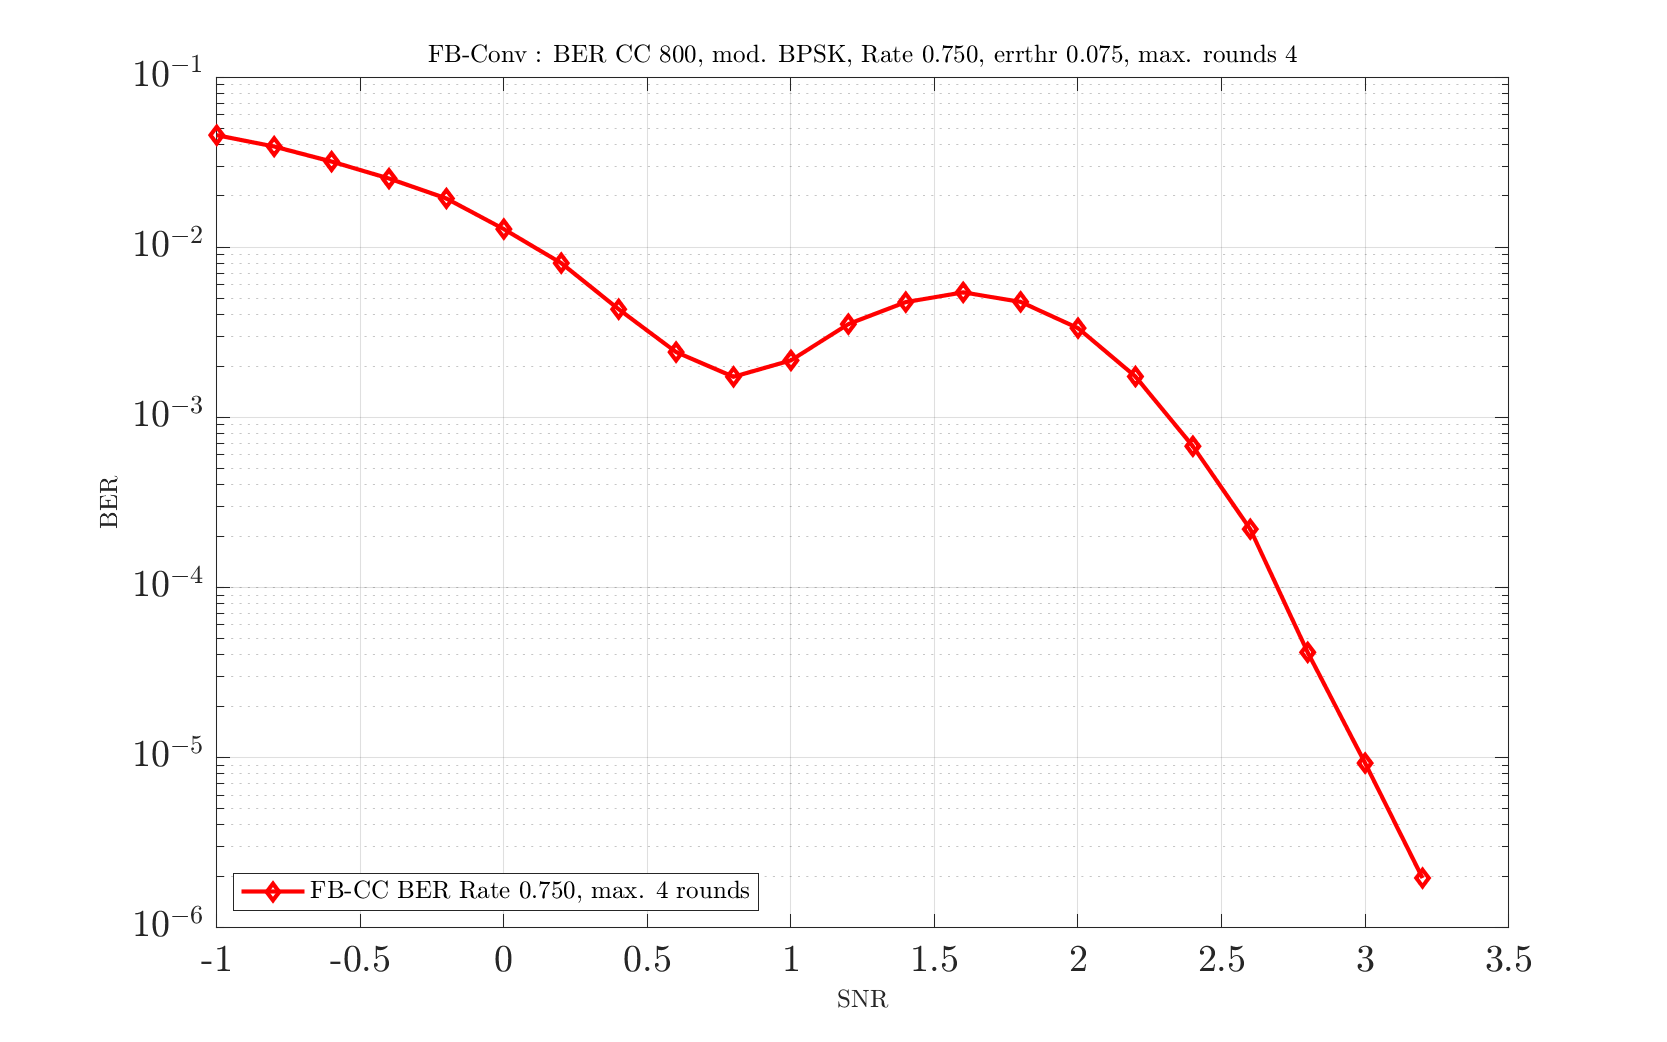 FB-Conv : BER CC 800, mod. BPSK, Rate 0.750, errthr 0.075, max. rounds 4
10⁻¹
10⁻²
10⁻³
10⁻⁴
10⁻⁵
10⁻⁶
BER
FB-CC BER Rate 0.750, max. 4 rounds
-1 -0.5 0 0.5 1 1.5 2 2.5 3 3.5
SNR